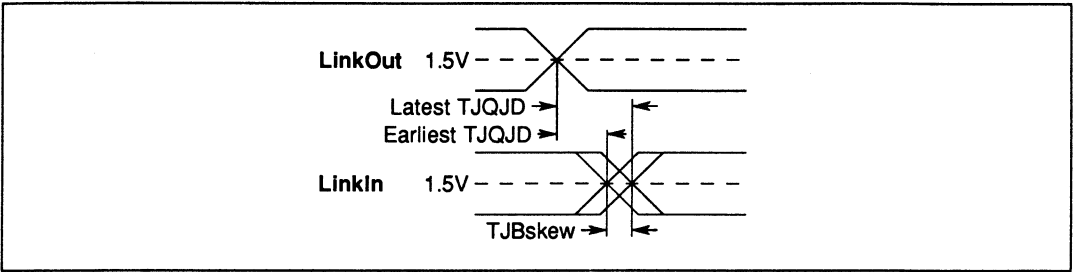 LinkOut 1.5V
Latest TJQJD
Earliest TJQJD
LinkIn 1.5V
TJBskew